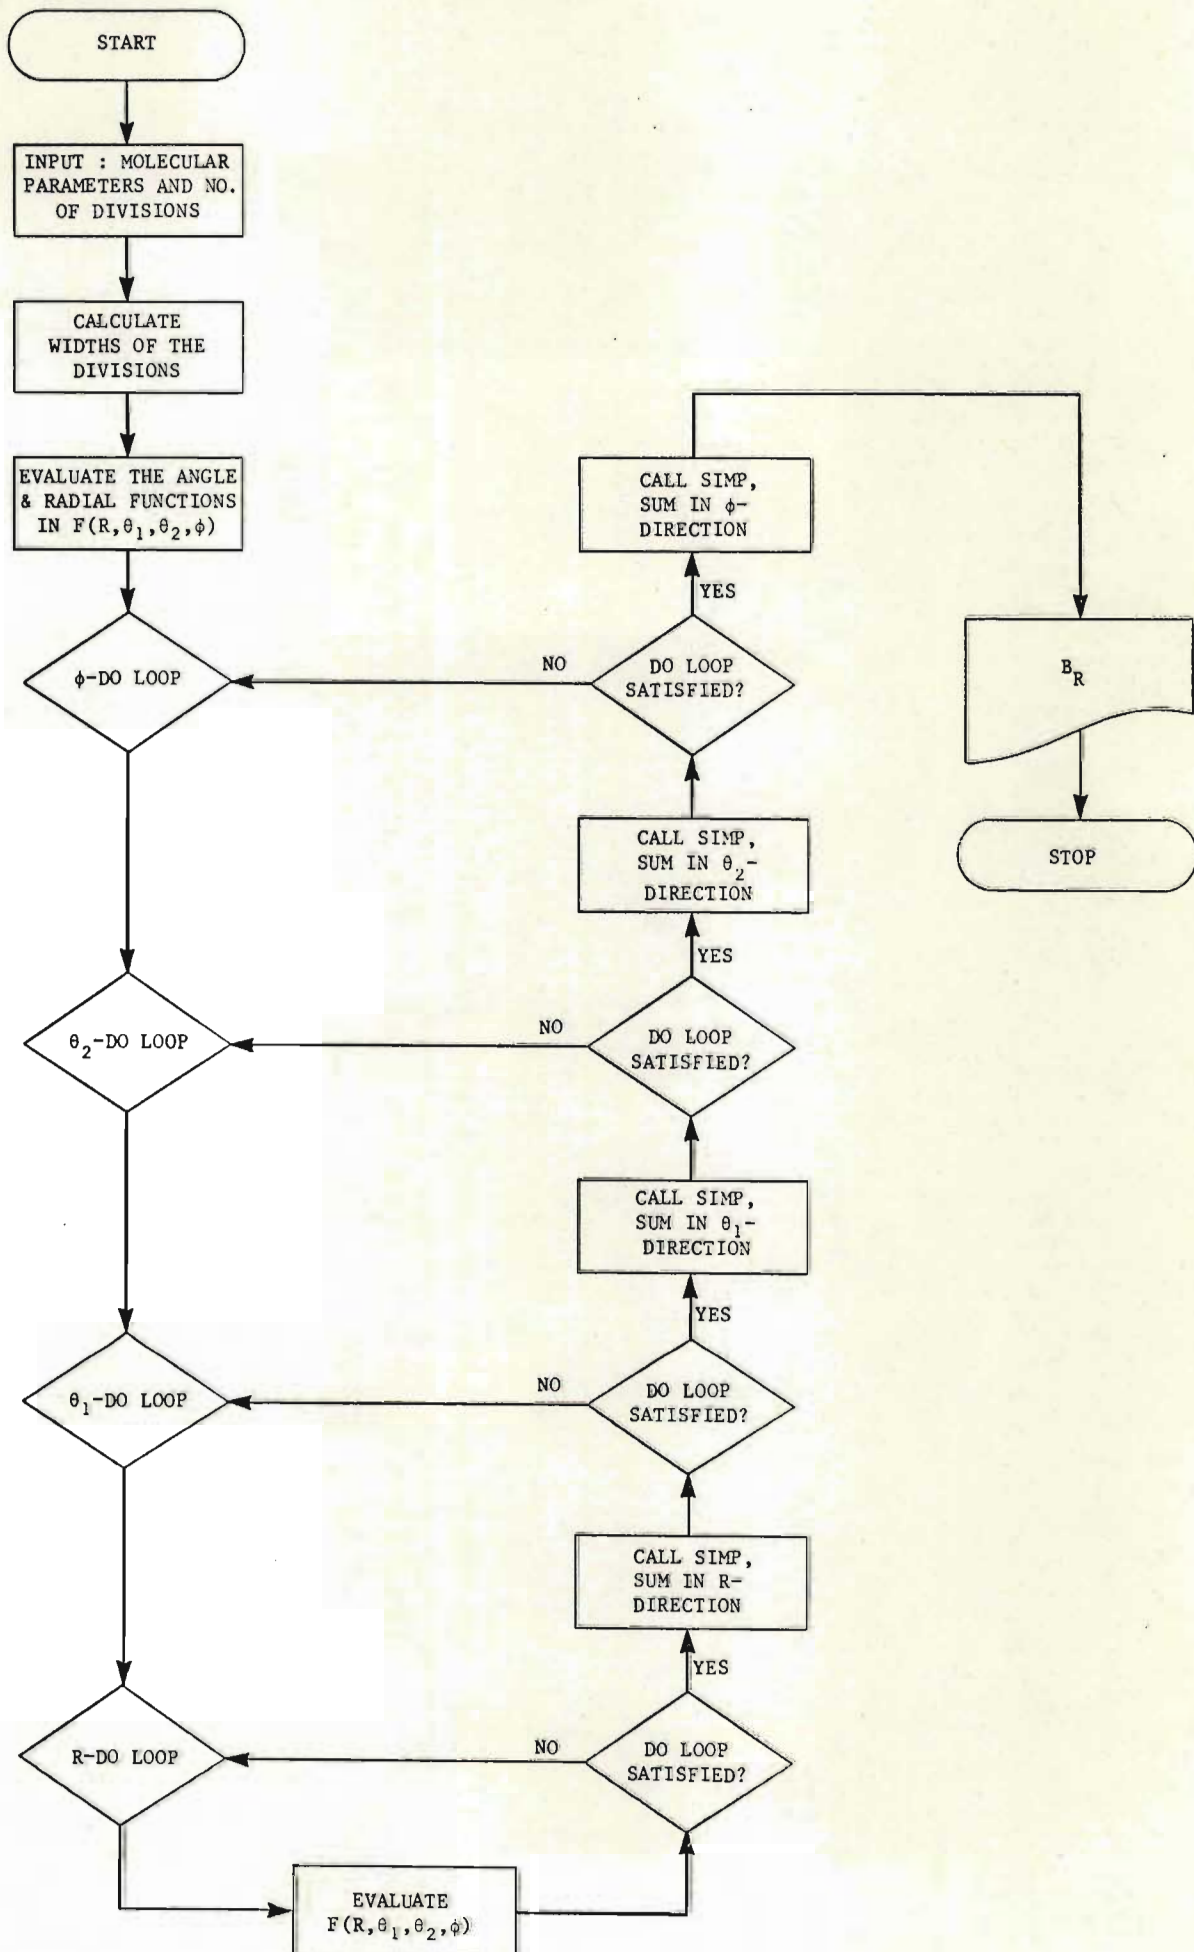 START
INPUT : MOLECULAR
PARAMETERS AND NO.
OF DIVISIONS
CALCULATE
WIDTHS OF THE
DIVISIONS
EVALUATE THE ANGLE
& RADIAL FUNCTIONS
IN F(R,θ₁,θ₂,ϕ)
ϕ-DO LOOP
θ₂-DO LOOP
θ₁-DO LOOP
R-DO LOOP
EVALUATE
F(R,θ₁,θ₂,ϕ)
DO LOOP
SATISFIED?
NO
YES
CALL SIMP,
SUM IN R-
DIRECTION
DO LOOP
SATISFIED?
NO
YES
CALL SIMP,
SUM IN θ₁-
DIRECTION
DO LOOP
SATISFIED?
NO
YES
CALL SIMP,
SUM IN θ₂-
DIRECTION
DO LOOP
SATISFIED?
NO
YES
CALL SIMP,
SUM IN ϕ-
DIRECTION
B_R
STOP